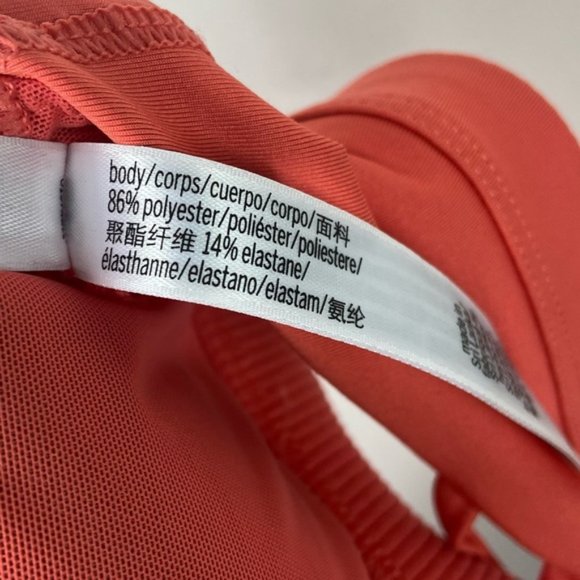 body/corps/cuerpo/corpo/面料
86% polyester/poliéster/poliestere/
聚酯纤维 14% elastane/
élasthanne/elastano/elastam/氨纶